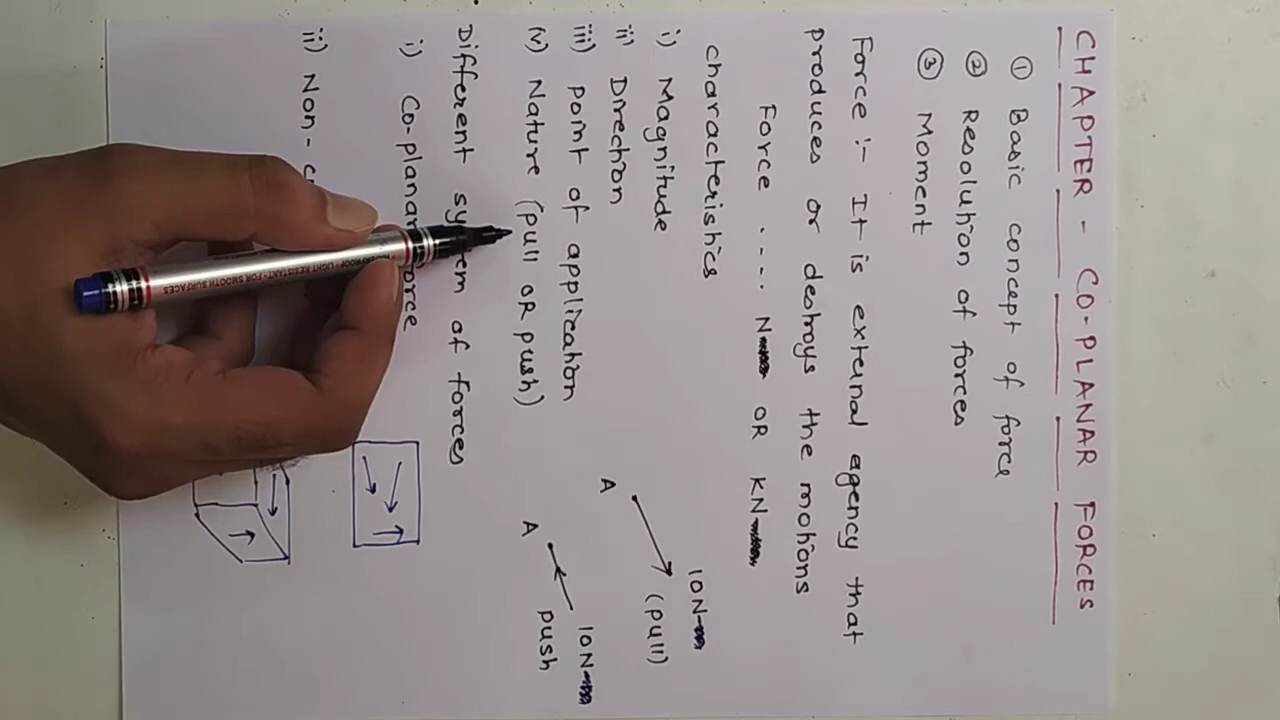 CHAPTER - CO-PLANAR FORCES
① Basic concept of force
② Resolution of forces
③ Moment
Force :- It is external agency that
produces or destroys the motions
Force .... N OR KN
characteristics
i) Magnitude
ii) Direction
iii) point of application
(v) Nature (pull OR push)
10N
A (pull)
10N
A push
Different system of forces
i) Co-planar force
ii) Non-